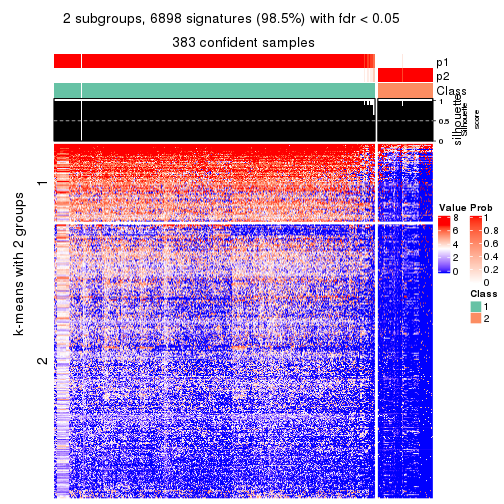 2 subgroups, 6898 signatures (98.5%) with fdr < 0.05
383 confident samples
p1
p2
Class
silhouette
Silhouette
score
1
0.5
0
k-means with 2 groups
1
2
Value
8
6
4
2
0
Prob
1
0.8
0.6
0.4
0.2
0
Class
1
2